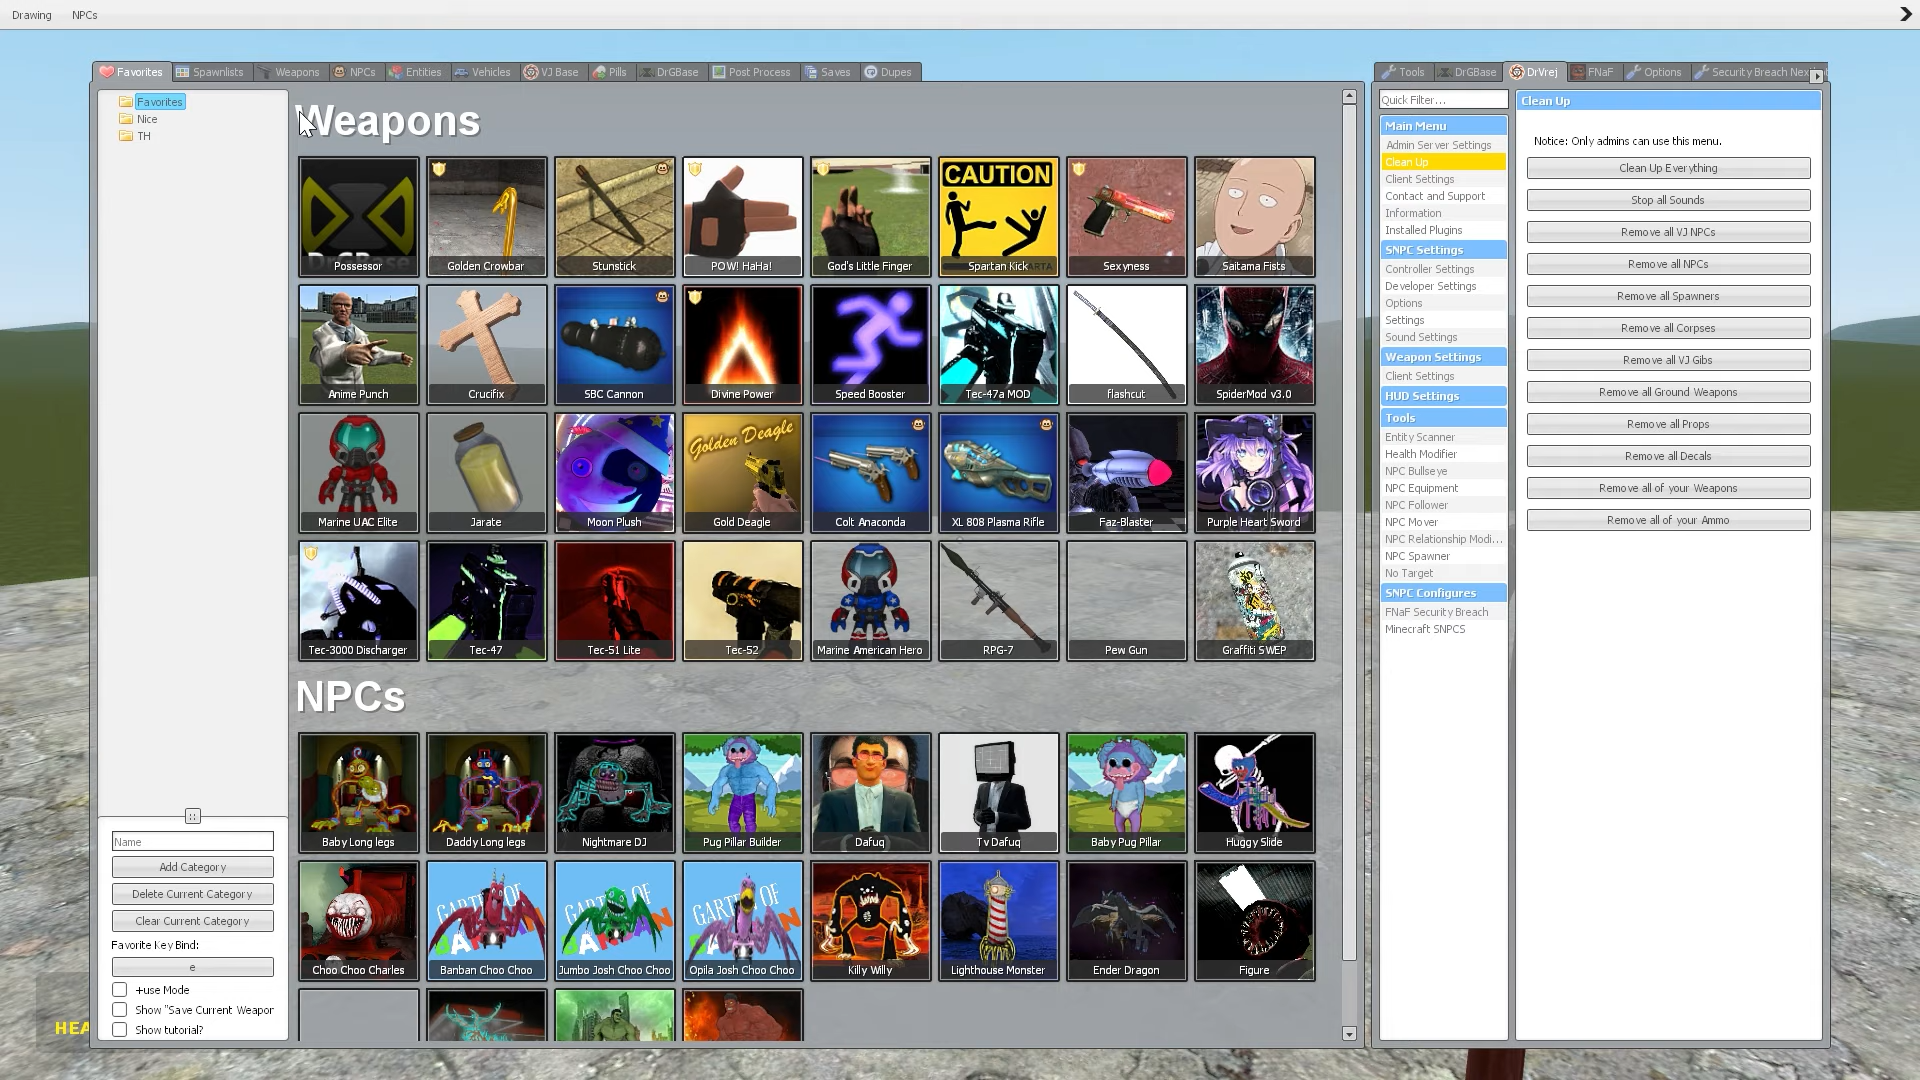 Drawing NPCs
Favorites Spawnlists Weapons NPCs Entities Vehicles VJ Base Pills DrGBase Post Process Saves Dupes
Tools DrGBase DrVrej FNaF Options Security Breach
Favorites
Nice
TH
Name
Add Category
Delete Current Category
Clear Current Category
Favorite Key Bind:
e
+use Mode
Show "Save Current Weapon
Show tutorial?
HEA
Weapons
CAUTION
Golden Deagle
Possessor Golden Crowbar Stunstick POW! HaHa! God's Little Finger Spartan Kick Sexyness Saitama Fists
Anime Punch Crucifix SBC Cannon Divine Power Speed Booster Tec-47a MOD flashcut SpiderMod v3.0
Marine UAC Elite Jarate Moon Plush Gold Deagle Colt Anaconda XL 808 Plasma Rifle Faz-Blaster Purple Heart Sword
Tec-3000 Discharger Tec-47 Tec-51 Lite Tec-52 Marine American Hero RPG-7 Pew Gun Graffiti SWEP
NPCs
Baby Long legs Daddy Long legs Nightmare DJ Pug Pillar Builder Dafuq Tv Dafuq Baby Pug Pillar Huggy Slide
Choo Choo Charles Banban Choo Choo Jumbo Josh Choo Choo Opila Josh Choo Choo Killy Willy Lighthouse Monster Ender Dragon Figure
Quick Filter...
Main Menu
Admin Server Settings
Clean Up
Client Settings
Contact and Support
Information
Installed Plugins
SNPC Settings
Controller Settings
Developer Settings
Options
Settings
Sound Settings
Weapon Settings
Client Settings
HUD Settings
Tools
Entity Scanner
Health Modifier
NPC Bullseye
NPC Equipment
NPC Follower
NPC Mover
NPC Relationship Modi...
NPC Spawner
No Target
SNPC Configures
FNaF Security Breach
Minecraft SNPCS
Clean Up
Notice: Only admins can use this menu.
Clean Up Everything
Stop all Sounds
Remove all VJ NPCs
Remove all NPCs
Remove all Spawners
Remove all Corpses
Remove all VJ Gibs
Remove all Ground Weapons
Remove all Props
Remove all Decals
Remove all of your Weapons
Remove all of your Ammo